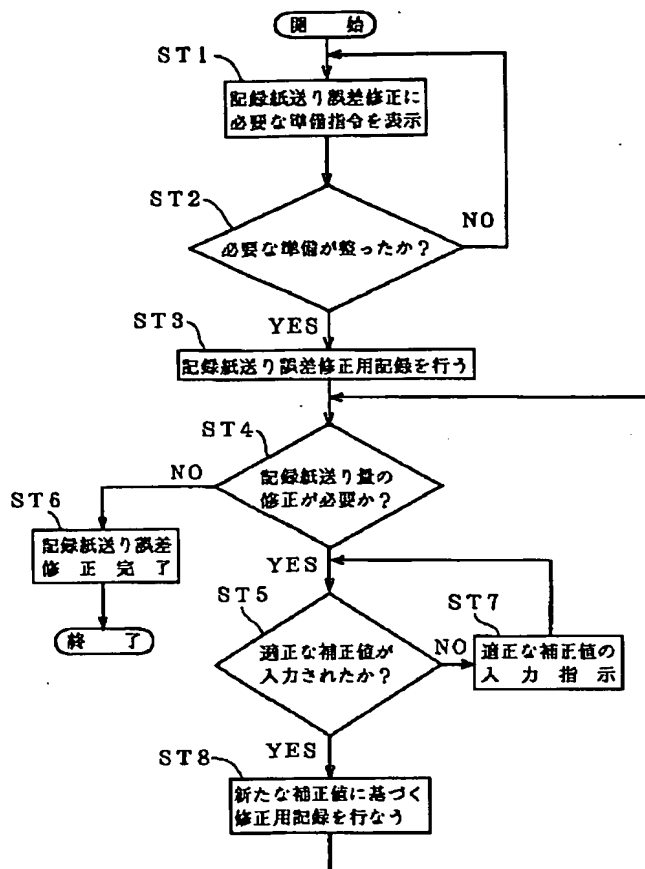 開　始
ST1
記録紙送り誤差修正に
必要な準備指令を表示
ST2
NO
必要な準備が整ったか?
YES
ST3
記録紙送り誤差修正用記録を行う
ST4
NO
記録紙送り量の
修正が必要か?
ST6
記録紙送り誤差
修　正　完　了
YES
ST5
ST7
終　了
適正な補正値が
入力されたか?
NO
適正な補正値の
入　力　指　示
YES
ST8
新たな補正値に基づく
修正用記録を行なう